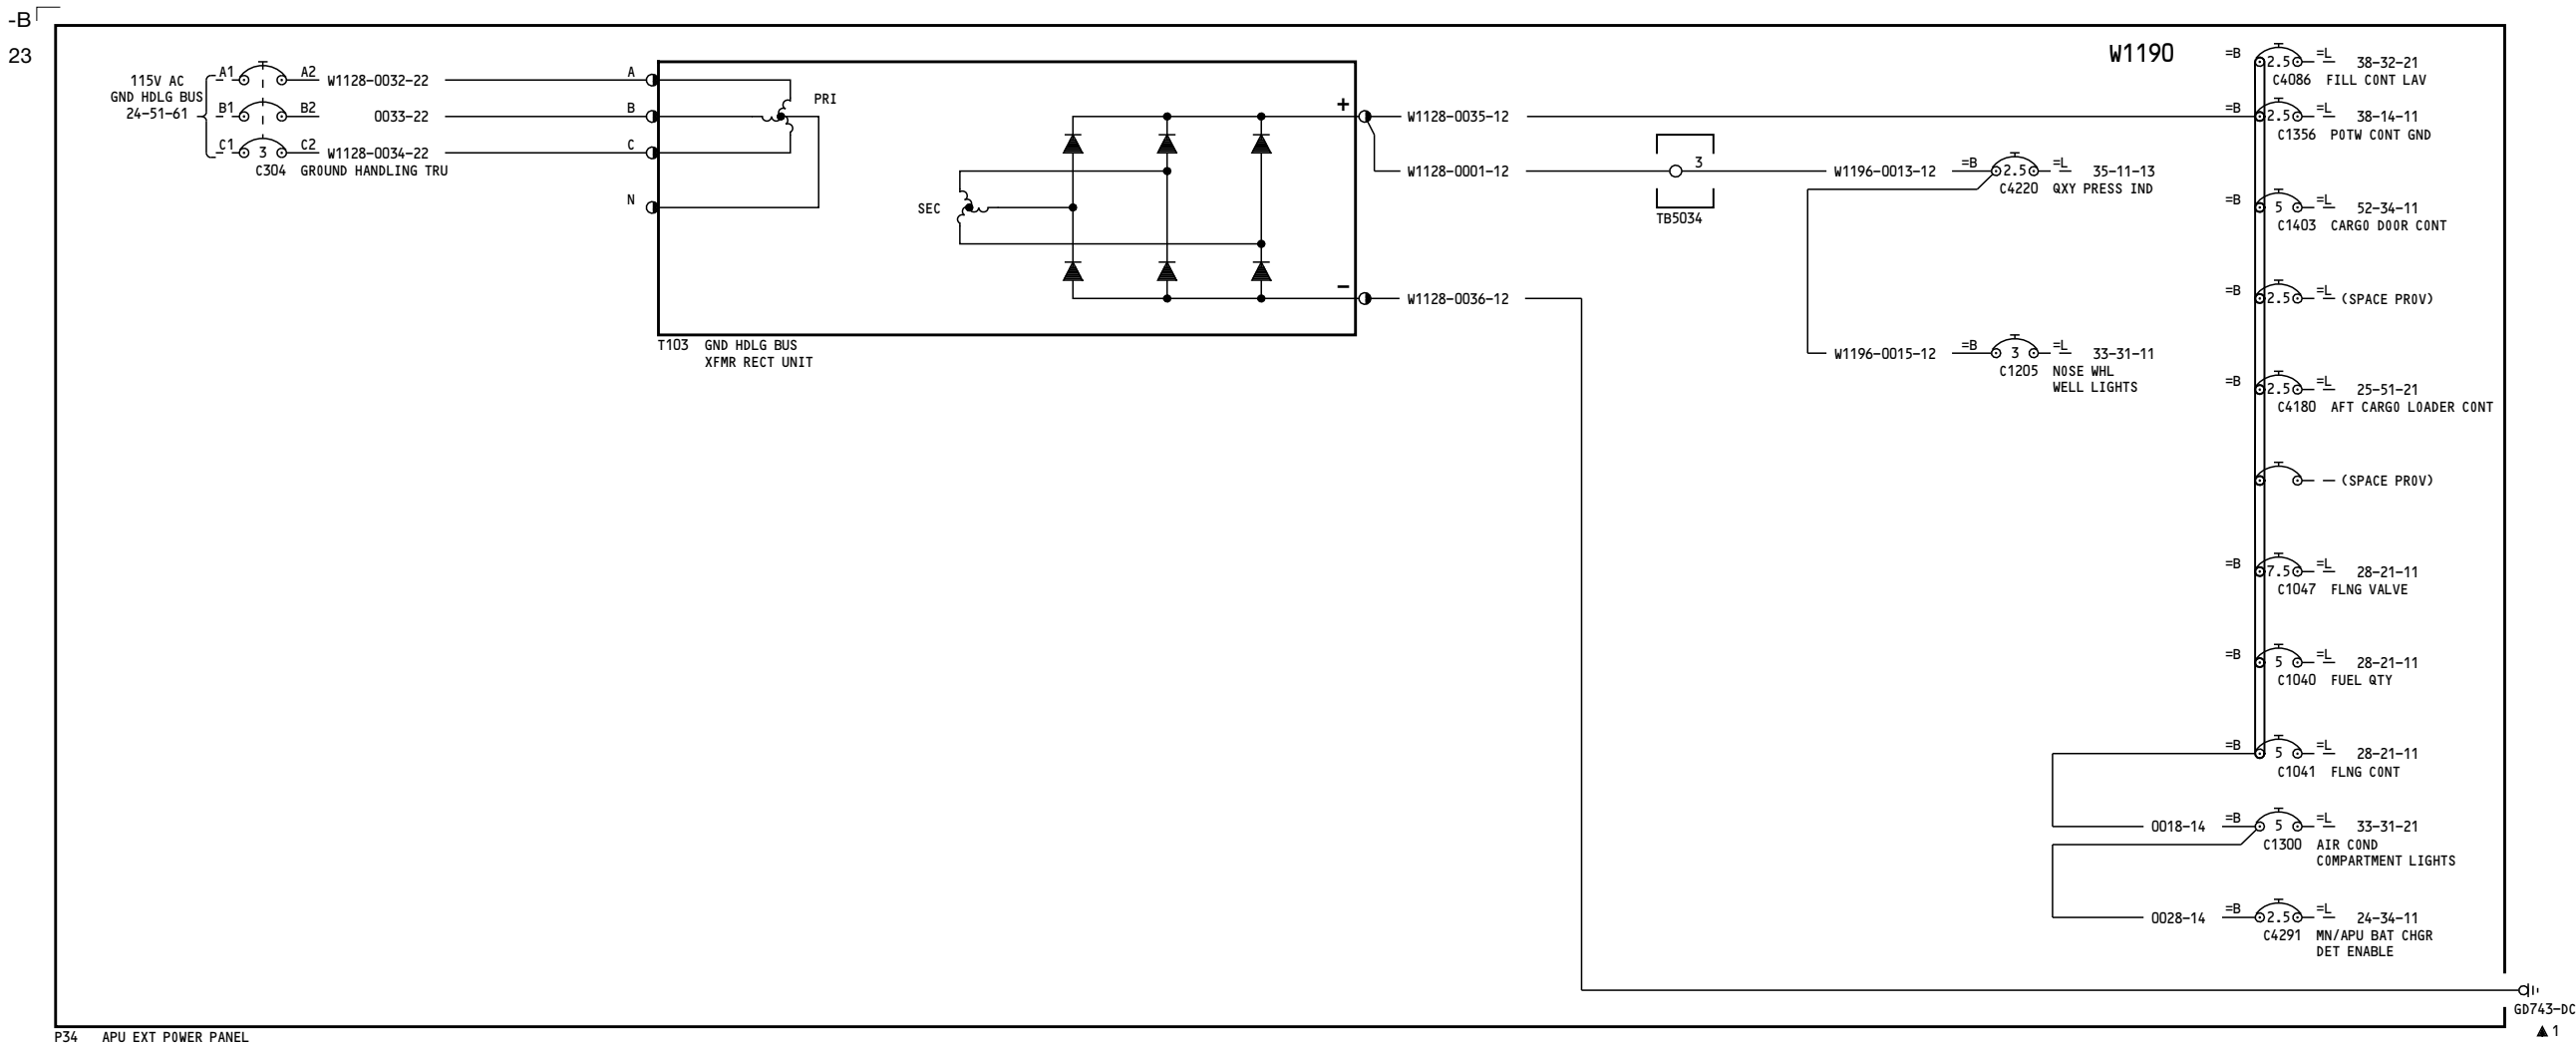 -B
23
W1190
115V AC
GND HDLG BUS
24-51-61
A1 A2 W1128-0032-22 A
B1 B2 0033-22 B
C1 3 C2 W1128-0034-22 C
C304 GROUND HANDLING TRU
N
PRI
SEC
+
-
T103 GND HDLG BUS
XFMR RECT UNIT
W1128-0035-12
W1128-0001-12
3
TB5034
W1128-0036-12
W1196-0013-12 =B 2.5 =L 35-11-13
C4220 QXY PRESS IND
W1196-0015-12 =B 3 =L 33-31-11
C1205 NOSE WHL
WELL LIGHTS
=B 2.5 =L 38-32-21
C4086 FILL CONT LAV
=B 2.5 =L 38-14-11
C1356 POTW CONT GND
=B 5 =L 52-34-11
C1403 CARGO DOOR CONT
=B 2.5 =L (SPACE PROV)
=B 2.5 =L 25-51-21
C4180 AFT CARGO LOADER CONT
(SPACE PROV)
=B 7.5 =L 28-21-11
C1047 FLNG VALVE
=B 5 =L 28-21-11
C1040 FUEL QTY
=B 5 =L 28-21-11
C1041 FLNG CONT
0018-14 =B 5 =L 33-31-21
C1300 AIR COND
COMPARTMENT LIGHTS
0028-14 =B 2.5 =L 24-34-11
C4291 MN/APU BAT CHGR
DET ENABLE
GD743-DC
1
P34 APU EXT POWER PANEL